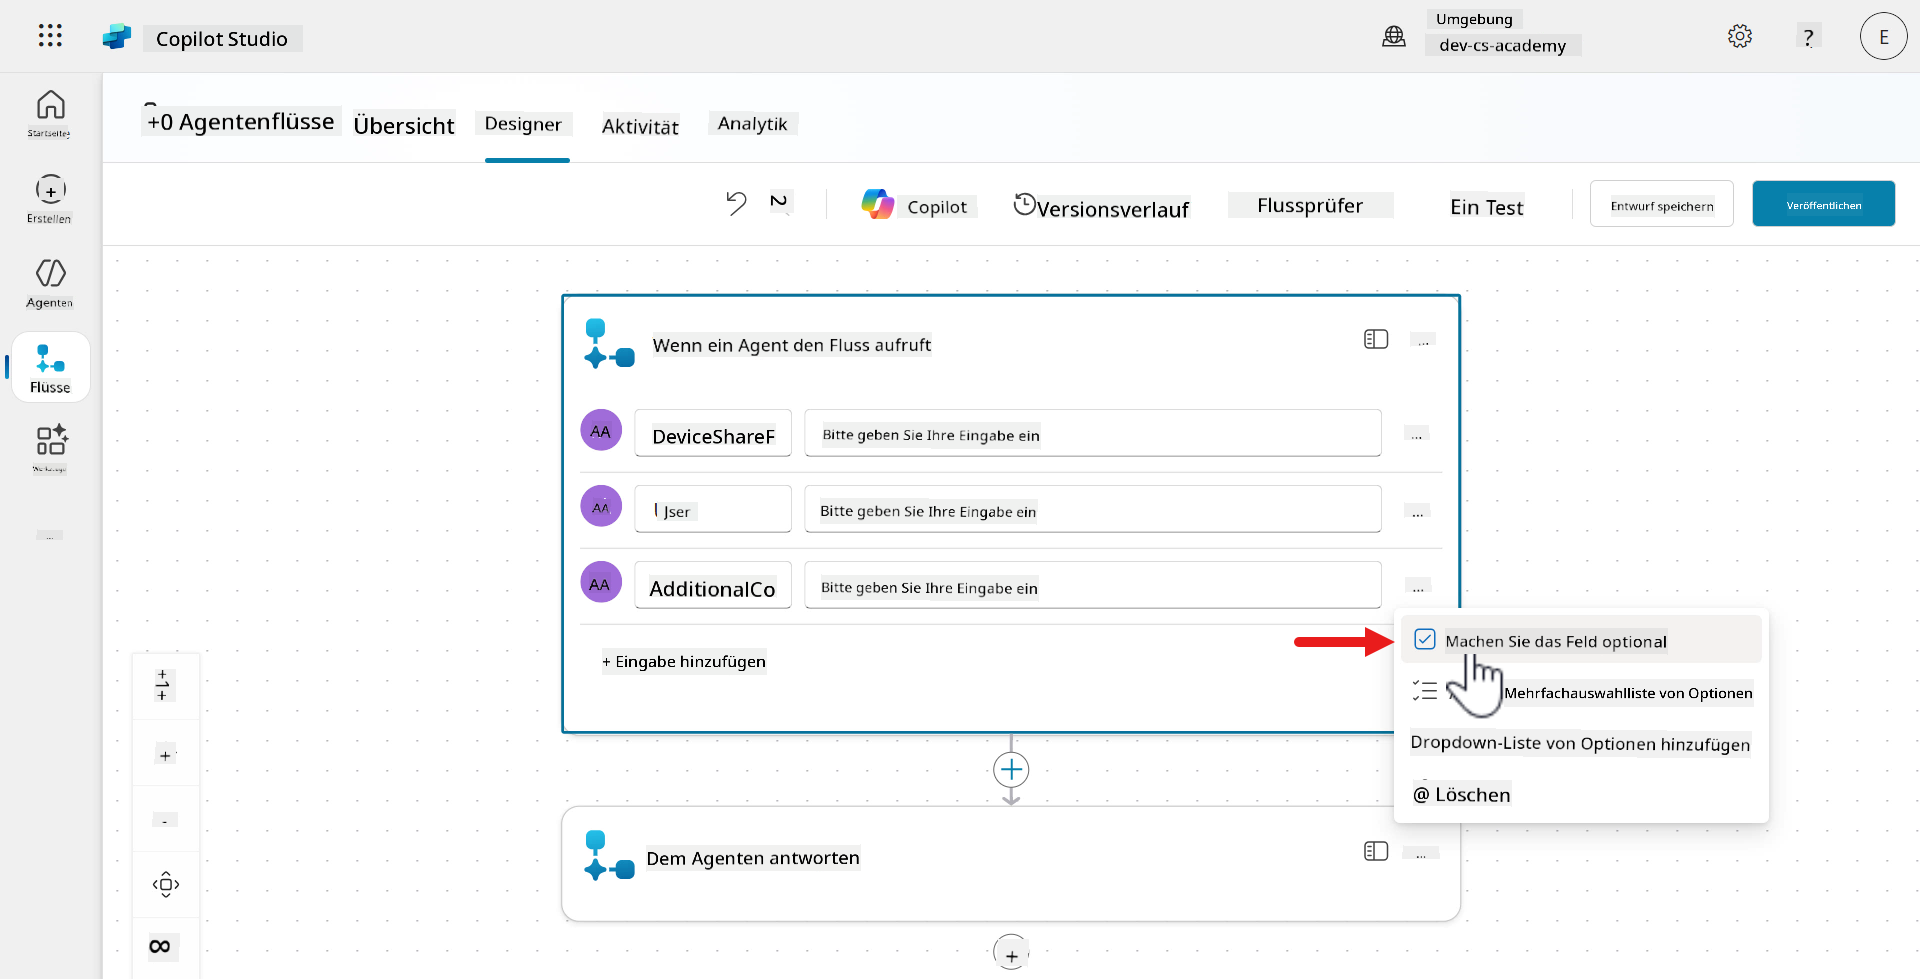 Copilot Studio
Umgebung
dev-cs-academy
?
E
Startseite
+0 Agentenflüsse
Übersicht
Designer
Aktivität
Analytik
Erstellen
Copilot
Versionsverlauf
Flussprüfer
Ein Test
Entwurf speichern
Veröffentlichen
Agenten
Flüsse
Wenn ein Agent den Fluss aufruft
...
AA
DeviceShareF
Bitte geben Sie Ihre Eingabe ein
...
AA
Jser
Bitte geben Sie Ihre Eingabe ein
...
AA
AdditionalCo
Bitte geben Sie Ihre Eingabe ein
...
...
+ Eingabe hinzufügen
Machen Sie das Feld optional
Mehrfachauswahlliste von Optionen
Dropdown-Liste von Optionen hinzufügen
@ Löschen
Dem Agenten antworten
...